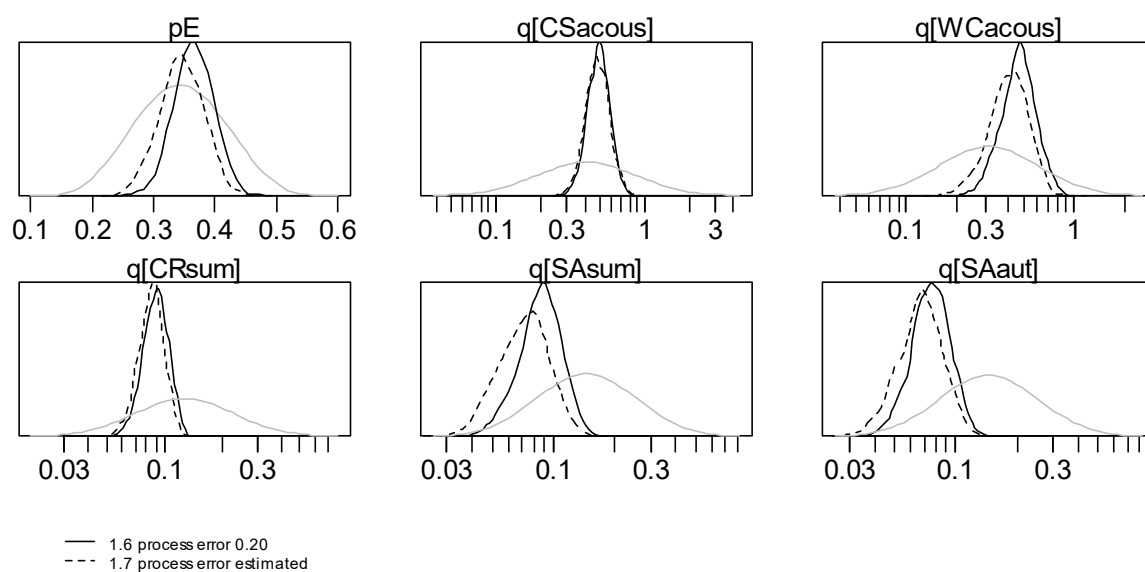 pE q[CSacous] q[WCacous]
0.1 0.2 0.3 0.4 0.5 0.6 0.1 0.3 1 3 0.1 0.3 1
q[CRsum] q[SAsum] q[SAaut]
0.03 0.1 0.3 0.03 0.1 0.3 0.03 0.1 0.3
1.6 process error 0.20
1.7 process error estimated